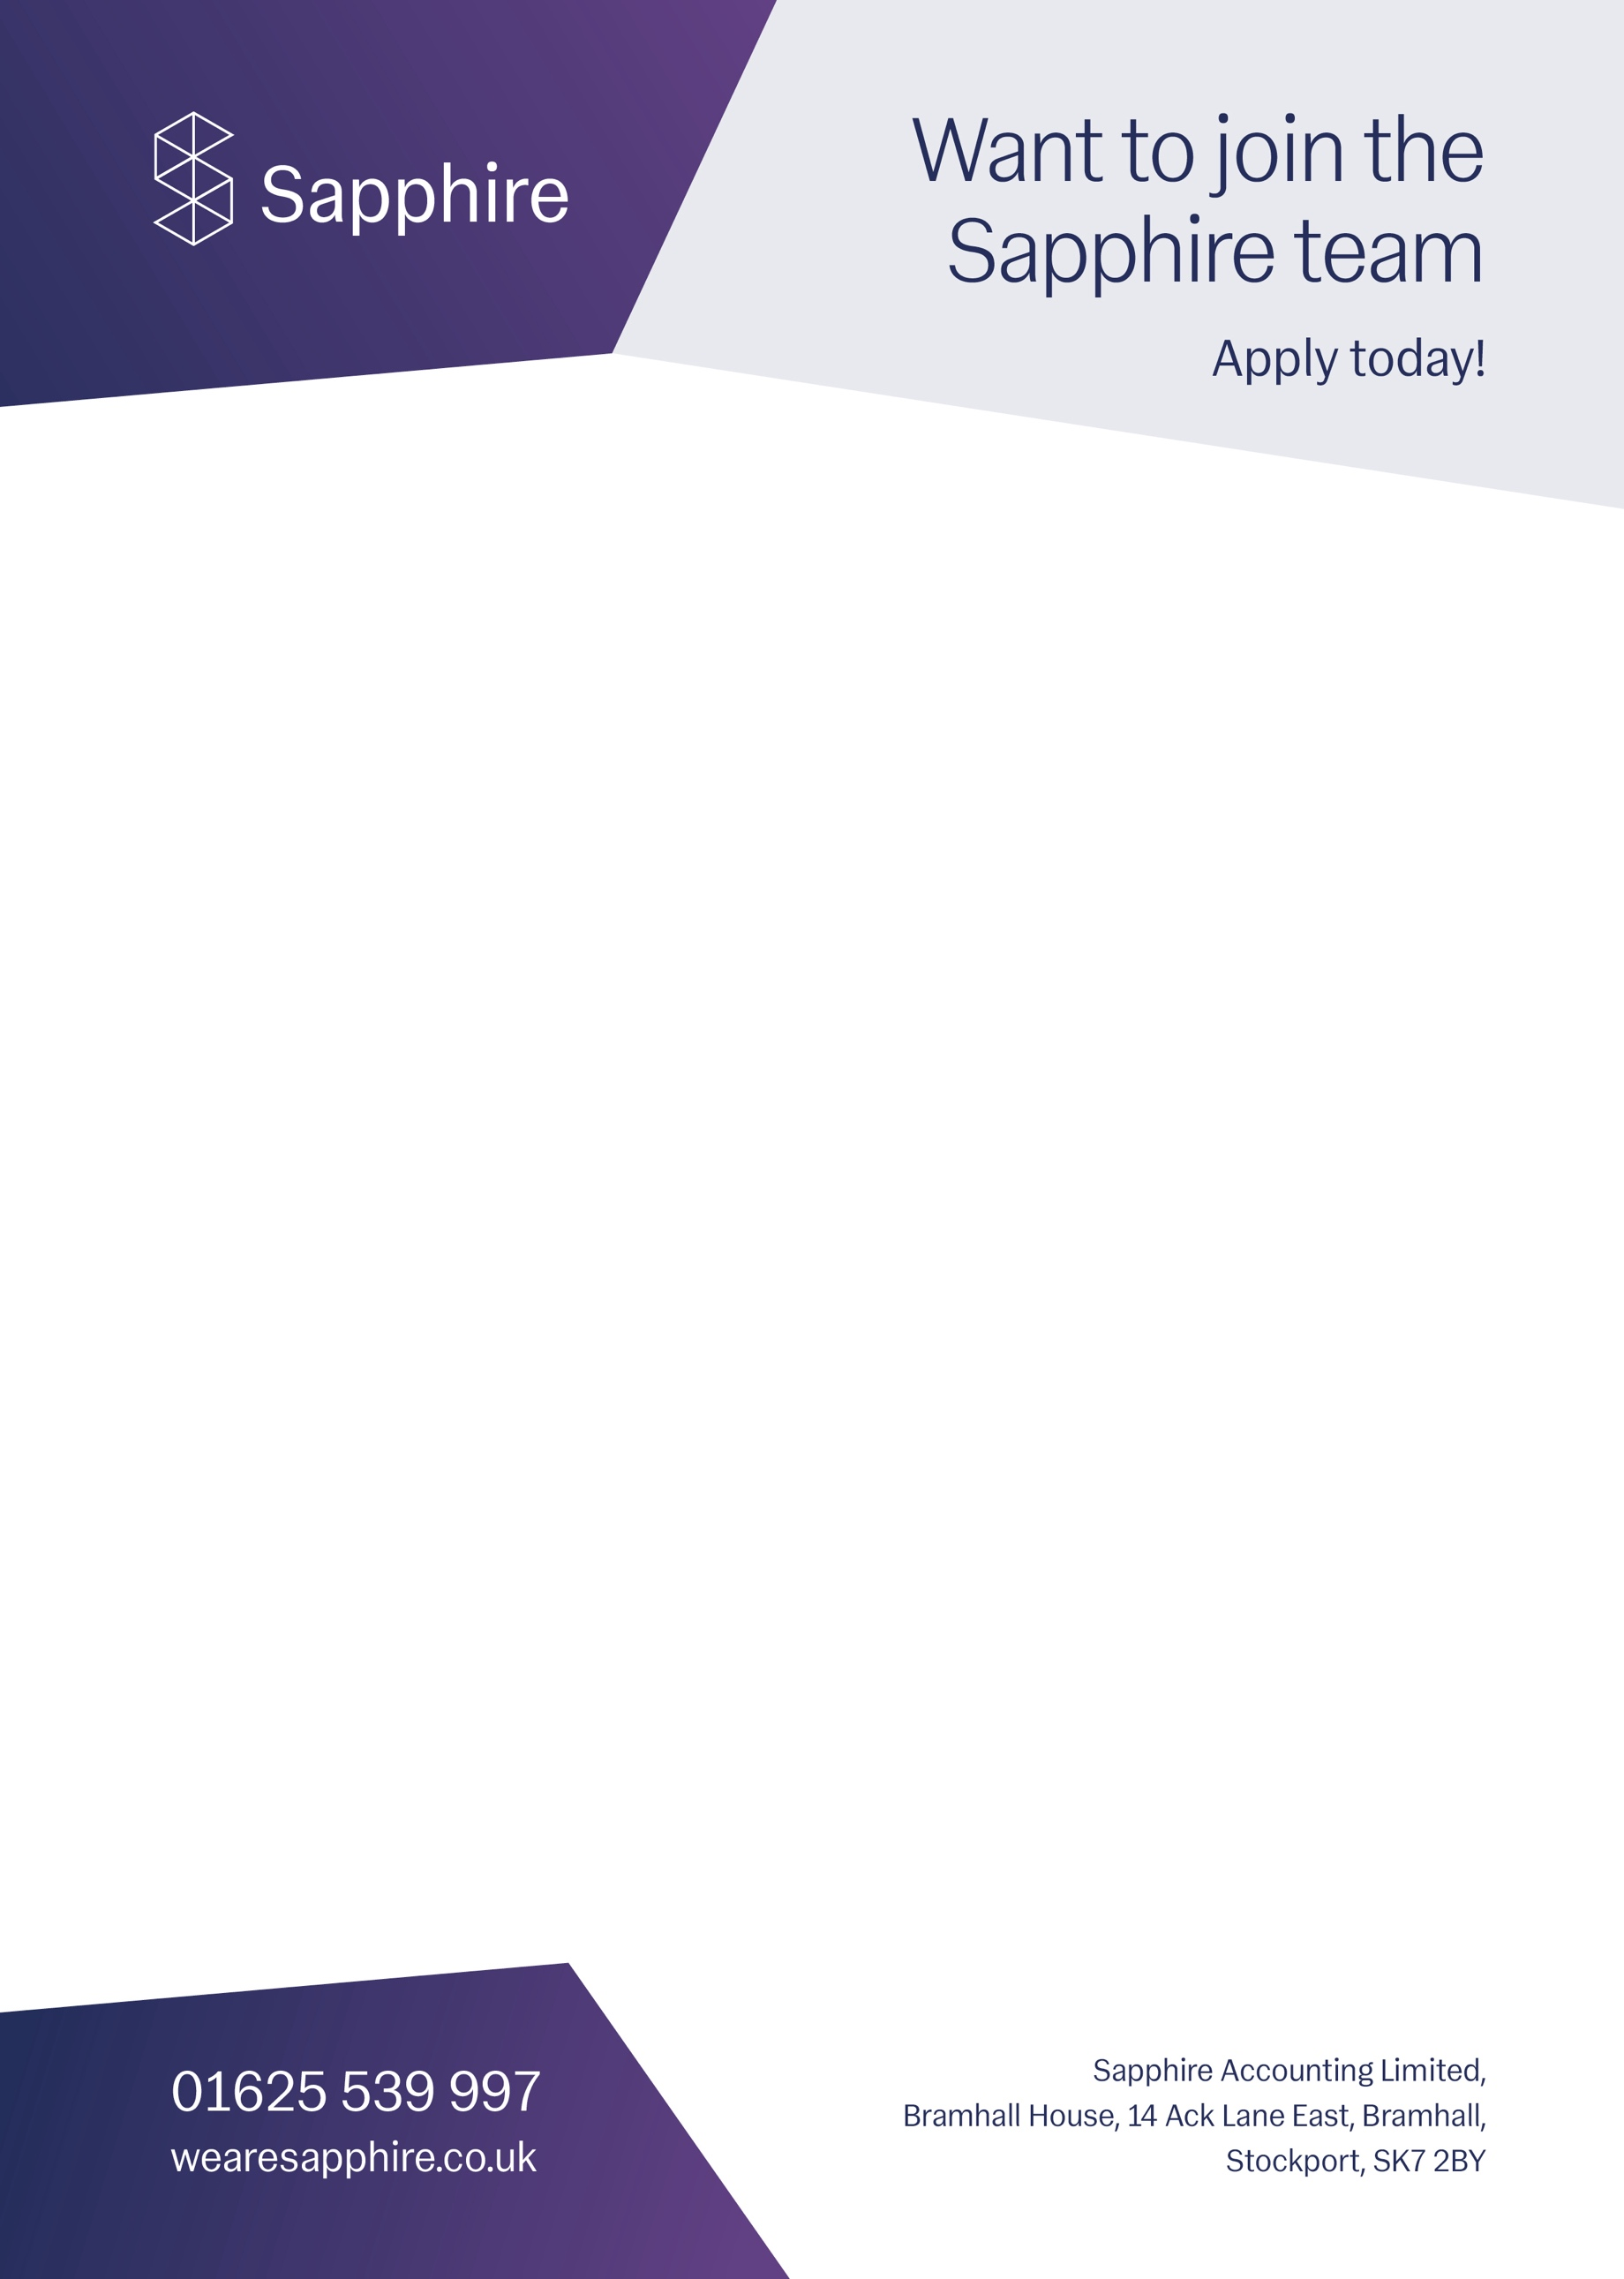 Sapphire
Want to join the
Sapphire team
Apply today!
01625 539 997
wearesapphire.co.uk
Sapphire Accounting Limited,
Bramhall House, 14 Ack Lane East, Bramhall,
Stockport, SK7 2BY